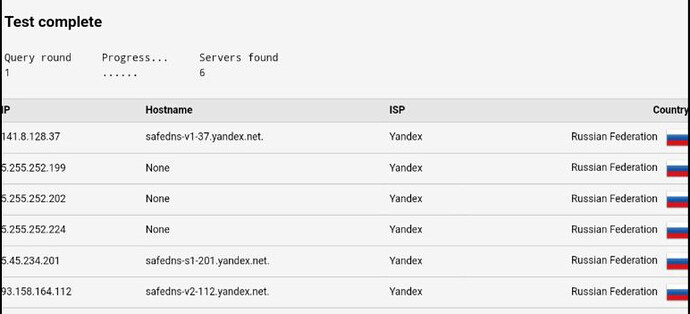 Test complete
Query round Progress... Servers found
1 ...... 6
IP Hostname ISP Country
141.8.128.37 safedns-v1-37.yandex.net. Yandex Russian Federation
5.255.252.199 None Yandex Russian Federation
5.255.252.202 None Yandex Russian Federation
5.255.252.224 None Yandex Russian Federation
5.45.234.201 safedns-s1-201.yandex.net. Yandex Russian Federation
93.158.164.112 safedns-v2-112.yandex.net. Yandex Russian Federation